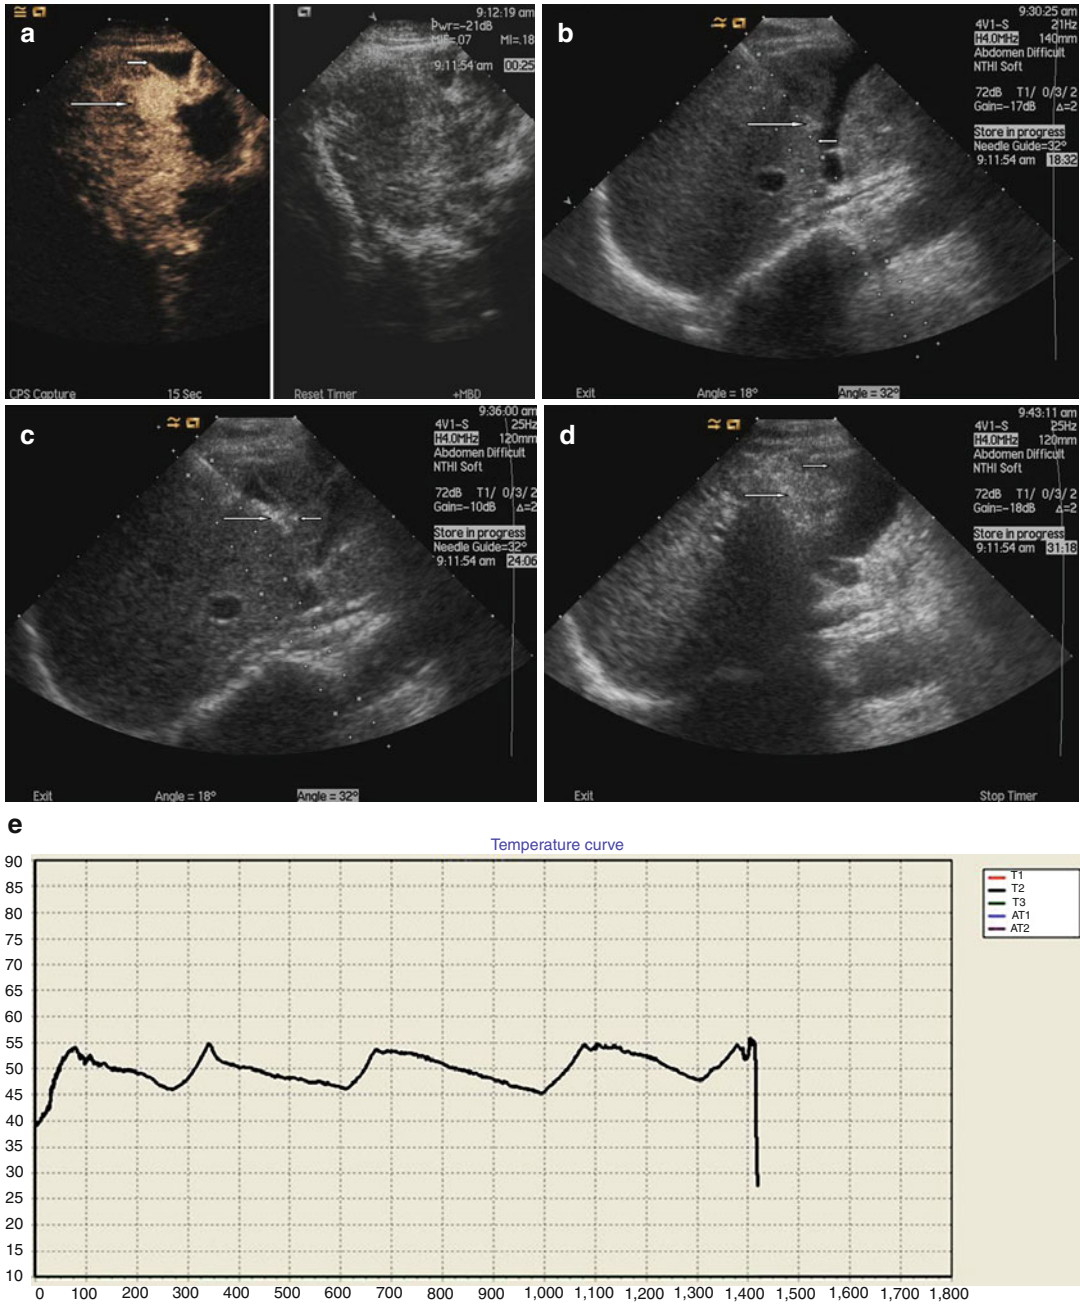 a
9:12:19 am
Pwr=-21dB
MIF=.07 MI=.18
9:11:54 am 00:25
CPS Capture 15 Sec Reset Timer +MBD
b
9:30:25 am
4V1-S 21Hz
H4.0MHz 140mm
Abdomen Difficult
NTHI Soft
72dB T1/ 0/3/2
Gain=-17dB Δ=2
Store in progress
Needle Guide=32°
9:11:54 am 18:32
Exit Angle = 18° Angle = 32°
c
9:36:00 am
4V1-S 25Hz
H4.0MHz 120mm
Abdomen Difficult
NTHI Soft
72dB T1/ 0/3/2
Gain=-10dB Δ=2
Store in progress
Needle Guide=32°
9:11:54 am 24:06
Exit Angle = 18° Angle = 32°
d
9:43:11 am
4V1-S 25Hz
H4.0MHz 120mm
Abdomen Difficult
NTHI Soft
72dB T1/ 0/3/2
Gain=-18dB Δ=2
Store in progress
9:11:54 am 31:18
Exit Stop Timer
e
Temperature curve
90
85
80
75
70
65
60
55
50
45
40
35
30
25
20
15
10
0 100 200 300 400 500 600 700 800 900 1,000 1,100 1,200 1,300 1,400 1,500 1,600 1,700 1,800
T1
T2
T3
AT1
AT2